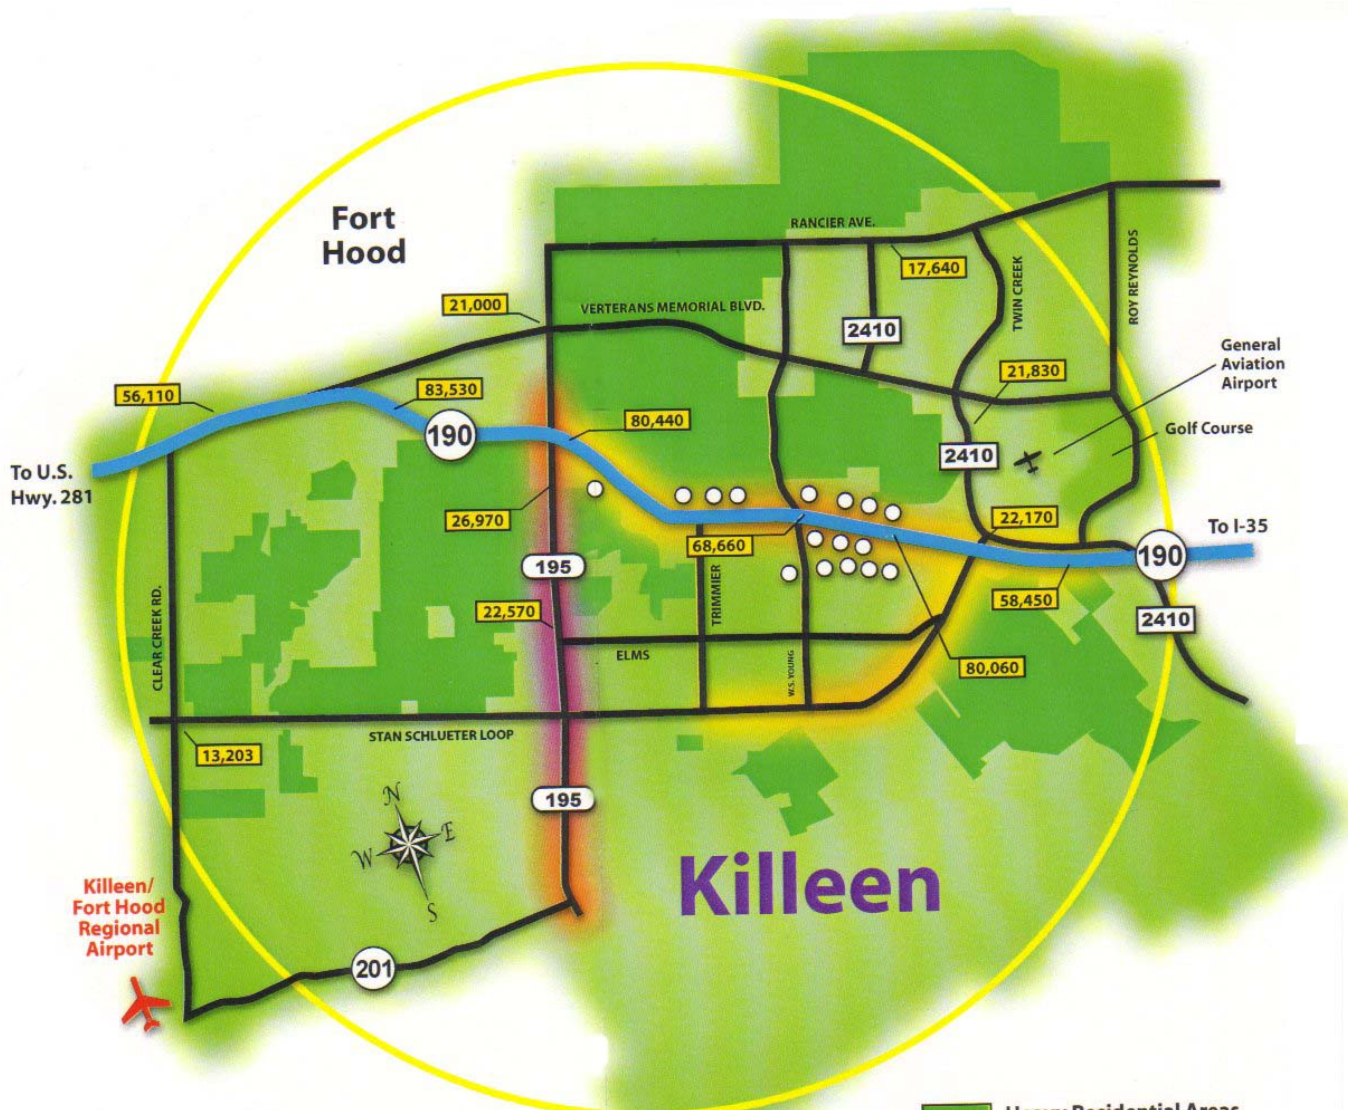 Fort
Hood
RANCIER AVE.
17,640
TWIN CREEK
ROY REYNOLDS
21,000
VERTERANS MEMORIAL BLVD.
2410
General
Aviation
Airport
56,110
83,530
21,830
190
80,440
Golf Course
2410
To U.S.
Hwy. 281
26,970
22,170
To I-35
68,660
190
195
CLEAR CREEK RD.
TRIMMIER
22,570
58,450
2410
ELMS
W.S. YOUNG
80,060
STAN SCHLUETER LOOP
13,203
195
N
W
E
S
Killeen
Killeen/
Fort Hood
Regional
Airport
201
Heavy Residential Areas